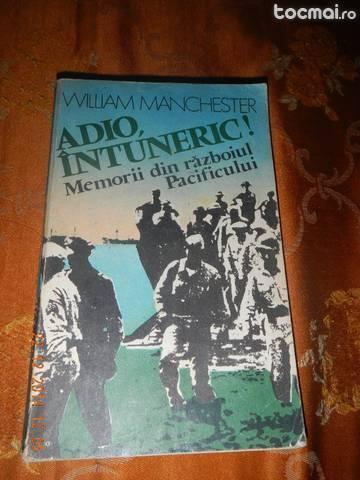 tocmai.ro
WILLIAM MANCHESTER
ADIO,
ÎNTUNERIC!
Memorii din războiul
Pacificului